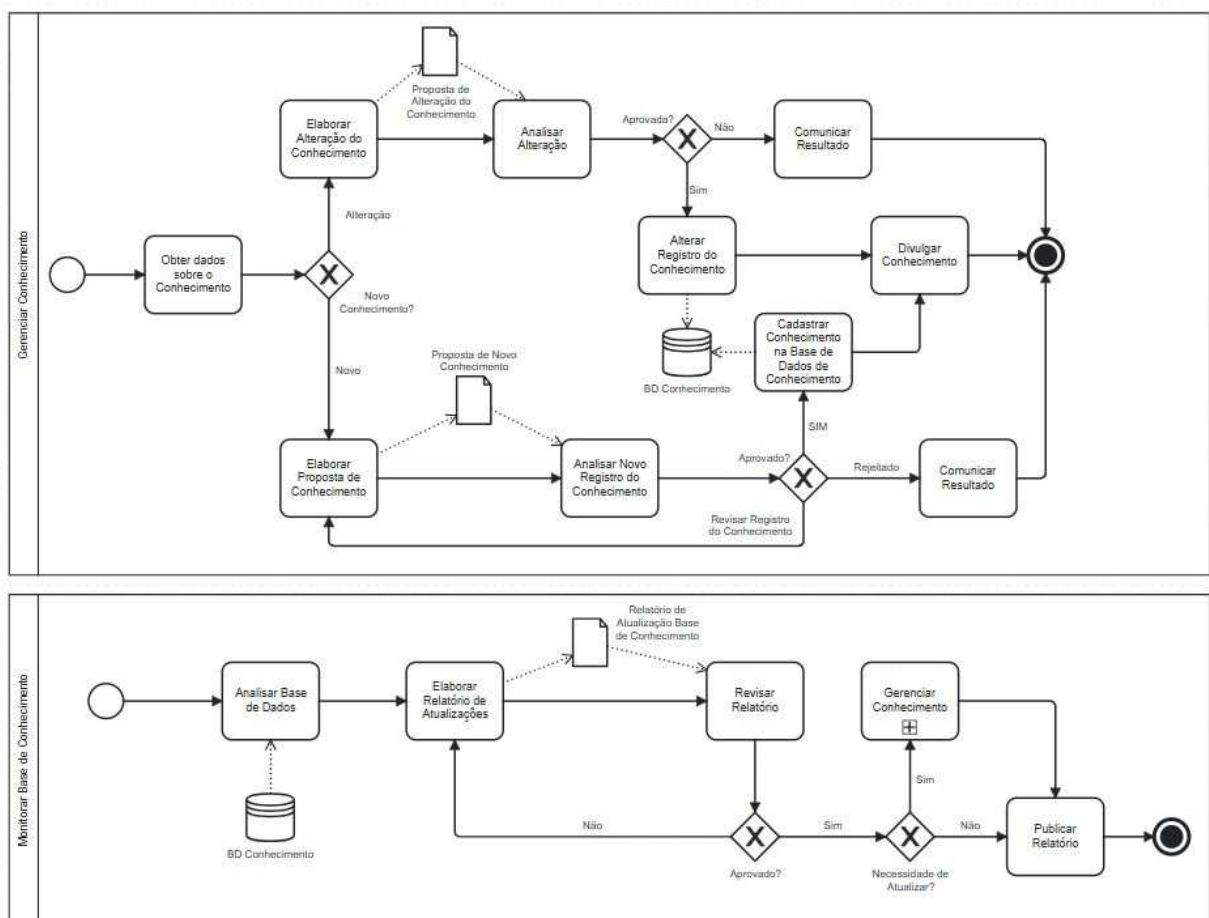 Gerenciar Conhecimento
Proposta de
Alteração do
Conhecimento
Elaborar
Alteração do
Conhecimento
Analisar
Alteração
Aprovada?
Não
Comunicar
Resultado
Sim
Alteração
Obter dados
sobre o
Conhecimento
Novo
Conhecimento?
Novo
Alterar
Registro do
Conhecimento
Divulgar
Conhecimento
BD Conhecimento
Cadastrar
Conhecimento
na Base de
Dados de
Conhecimento
Proposta de Novo
Conhecimento
SIM
Elaborar
Proposta de
Conhecimento
Analisar Novo
Registro do
Conhecimento
Aprovado?
Rejeitado
Comunicar
Resultado
Revisar Registro
do Conhecimento
Monitorar Base de Conhecimento
Relatório de
Atualização Base
de Conhecimento
Analisar Base
de Dados
Elaborar
Relatório de
Atualizações
Revisar
Relatório
Gerenciar
Conhecimento
Sim
BD Conhecimento
Não
Sim
Não
Publicar
Relatório
Aprovado?
Necessidade de
Atualizar?